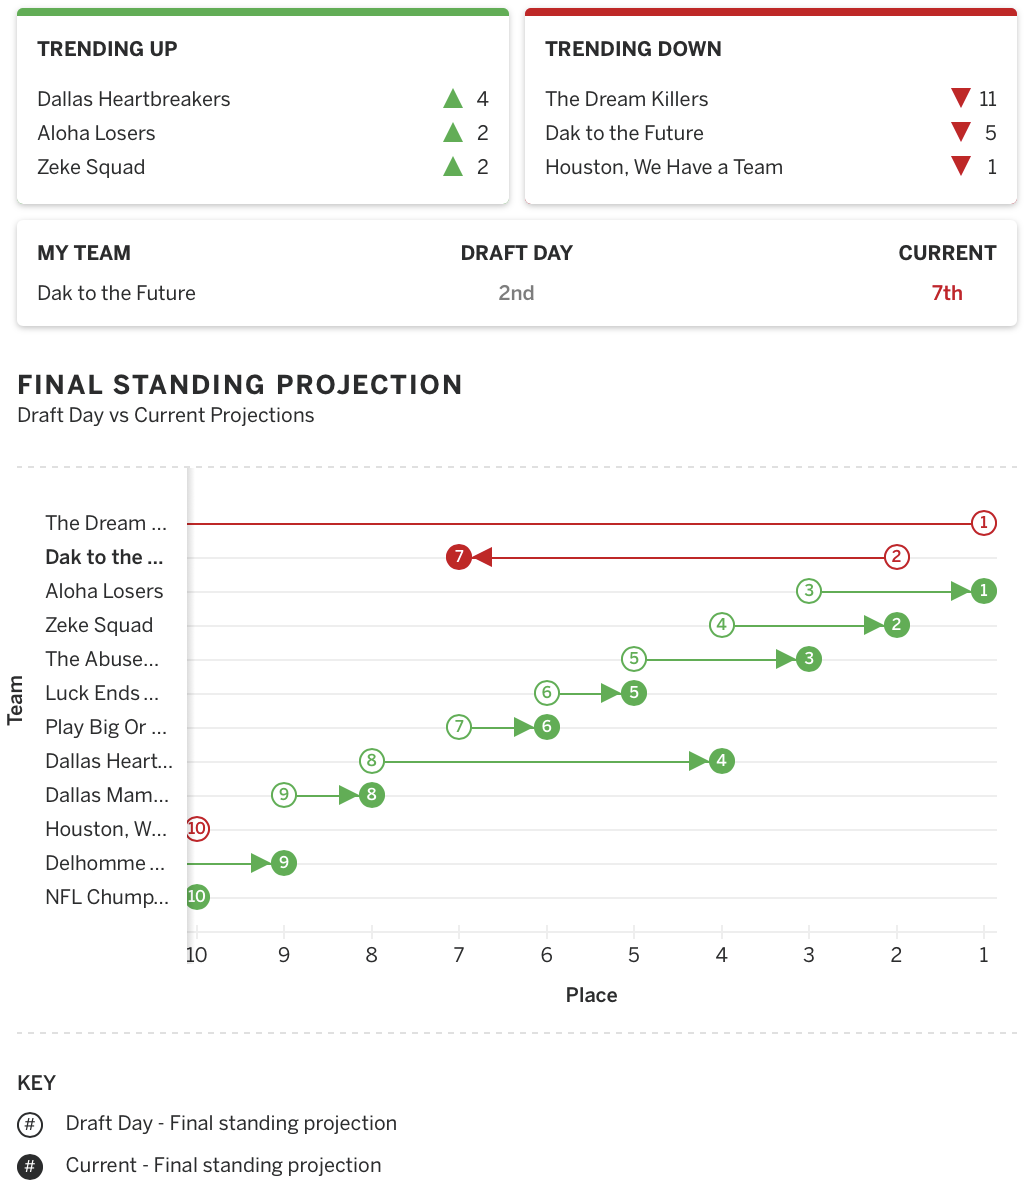 TRENDING UP
Dallas Heartbreakers 4
Aloha Losers 2
Zeke Squad 2
TRENDING DOWN
The Dream Killers 11
Dak to the Future 5
Houston, We Have a Team 1
MY TEAM DRAFT DAY CURRENT
Dak to the Future 2nd 7th
FINAL STANDING PROJECTION
Draft Day vs Current Projections
Team
The Dream ... 1
Dak to the ... 7 2
Aloha Losers 3 1
Zeke Squad 4 2
The Abuse... 5 3
Luck Ends ... 6 5
Play Big Or ... 7 6
Dallas Heart... 8 4
Dallas Mam... 9 8
Houston, W... 10
Delhomme ... 9
NFL Chump... 10
10 9 8 7 6 5 4 3 2 1
Place
KEY
# Draft Day - Final standing projection
# Current - Final standing projection